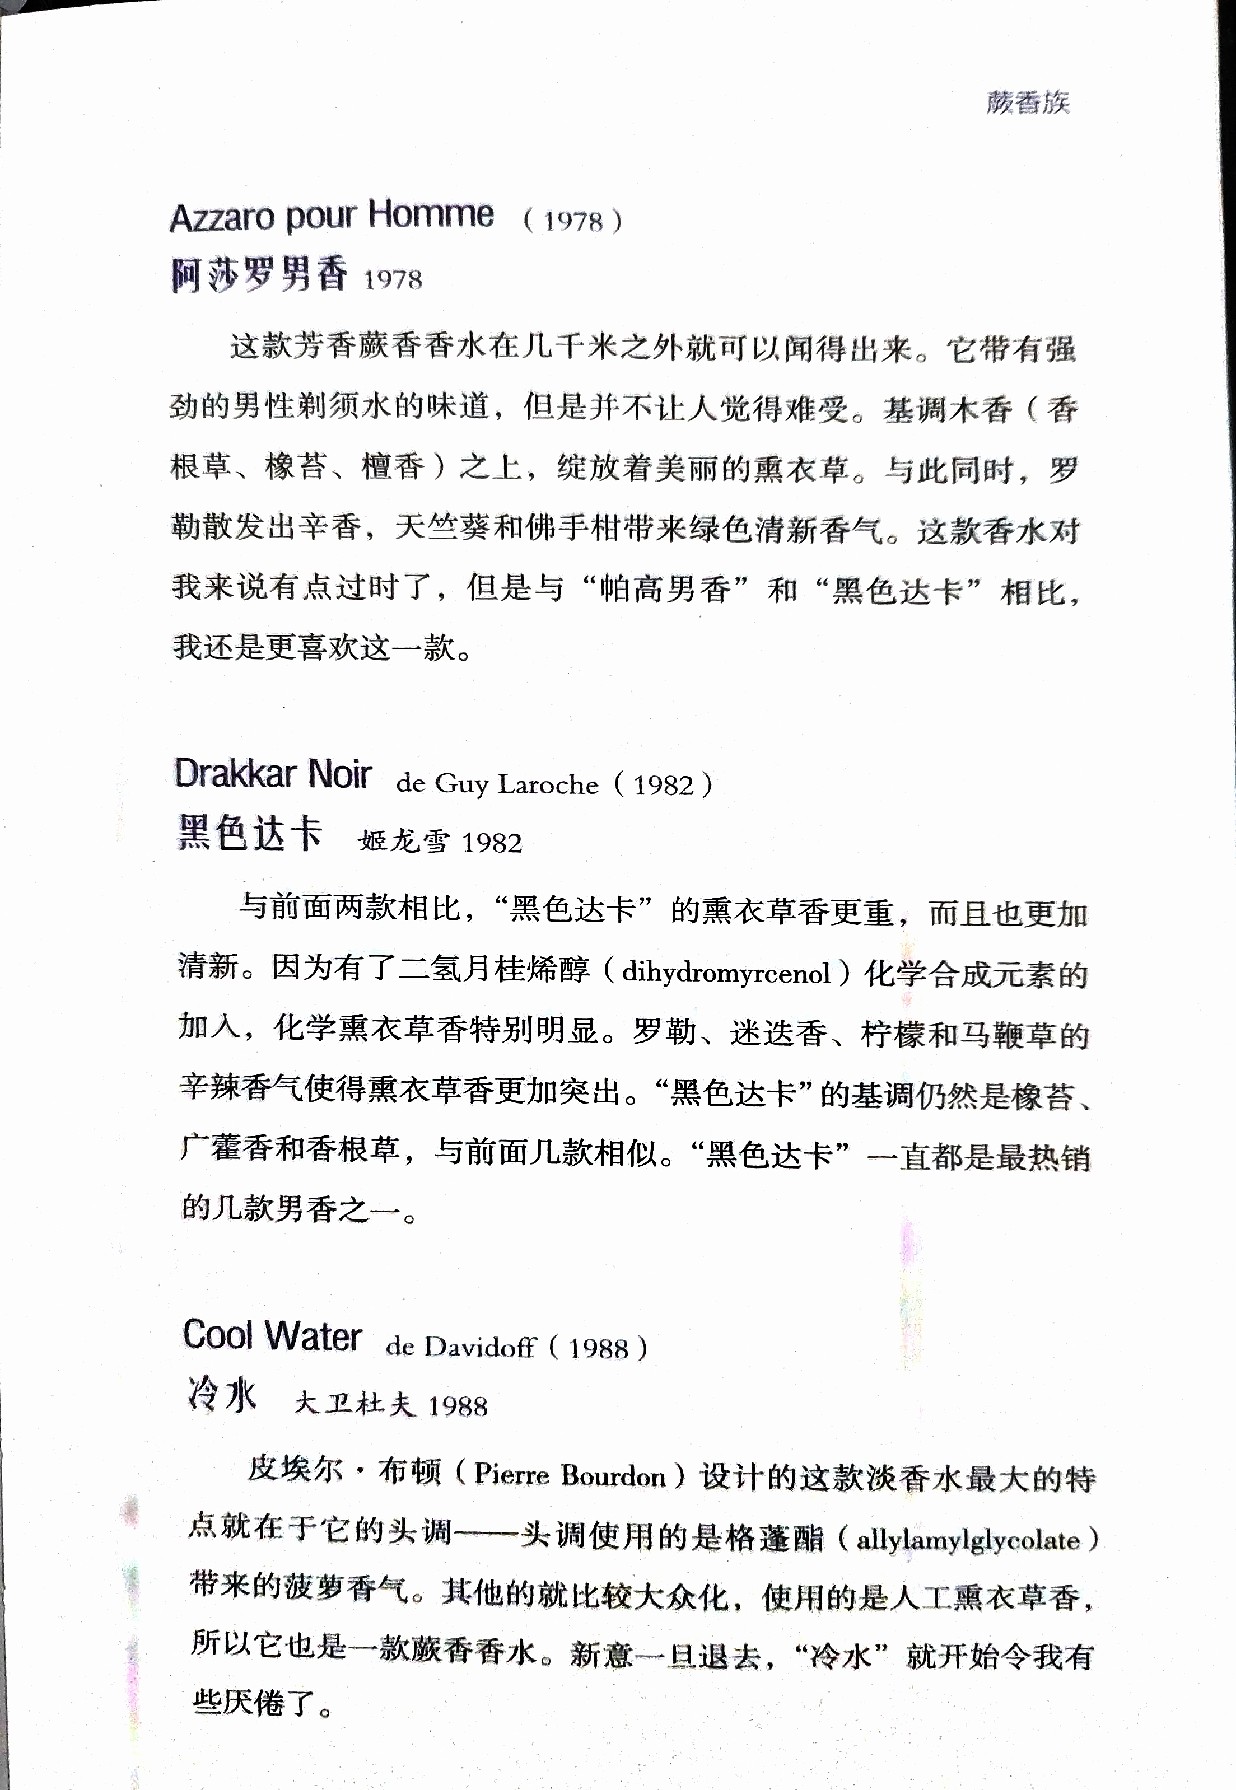 蕨香族
Azzaro pour Homme （1978）
阿莎罗男香 1978
这款芳香蕨香香水在几千米之外就可以闻得出来。它带有强
劲的男性剃须水的味道，但是并不让人觉得难受。基调木香（香
根草、橡苔、檀香）之上，绽放着美丽的熏衣草。与此同时，罗
勒散发出辛香，天竺葵和佛手柑带来绿色清新香气。这款香水对
我来说有点过时了，但是与“帕高男香”和“黑色达卡”相比，
我还是更喜欢这一款。
Drakkar Noir de Guy Laroche（1982）
黑色达卡 姬龙雪 1982
与前面两款相比，“黑色达卡”的熏衣草香更重，而且也更加
清新。因为有了二氢月桂烯醇（dihydromyrcenol）化学合成元素的
加入，化学熏衣草香特别明显。罗勒、迷迭香、柠檬和马鞭草的
辛辣香气使得熏衣草香更加突出。“黑色达卡”的基调仍然是橡苔、
广藿香和香根草，与前面几款相似。“黑色达卡”一直都是最热销
的几款男香之一。
Cool Water de Davidoff（1988）
冷水 大卫杜夫 1988
皮埃尔·布顿（Pierre Bourdon）设计的这款淡香水最大的特
点就在于它的头调——头调使用的是格蓬酯（allylamylglycolate）
带来的菠萝香气。其他的就比较大众化，使用的是人工熏衣草香，
所以它也是一款蕨香香水。新意一旦退去，“冷水”就开始令我有
些厌倦了。